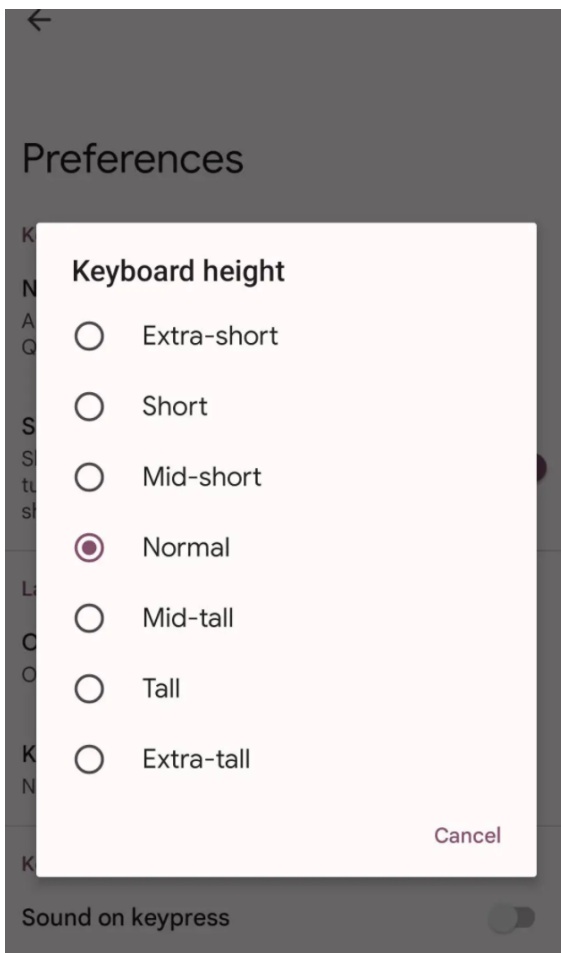 Preferences
Keyboard height
Extra-short
Short
Mid-short
Normal
Mid-tall
Tall
Extra-tall
Cancel
Sound on keypress